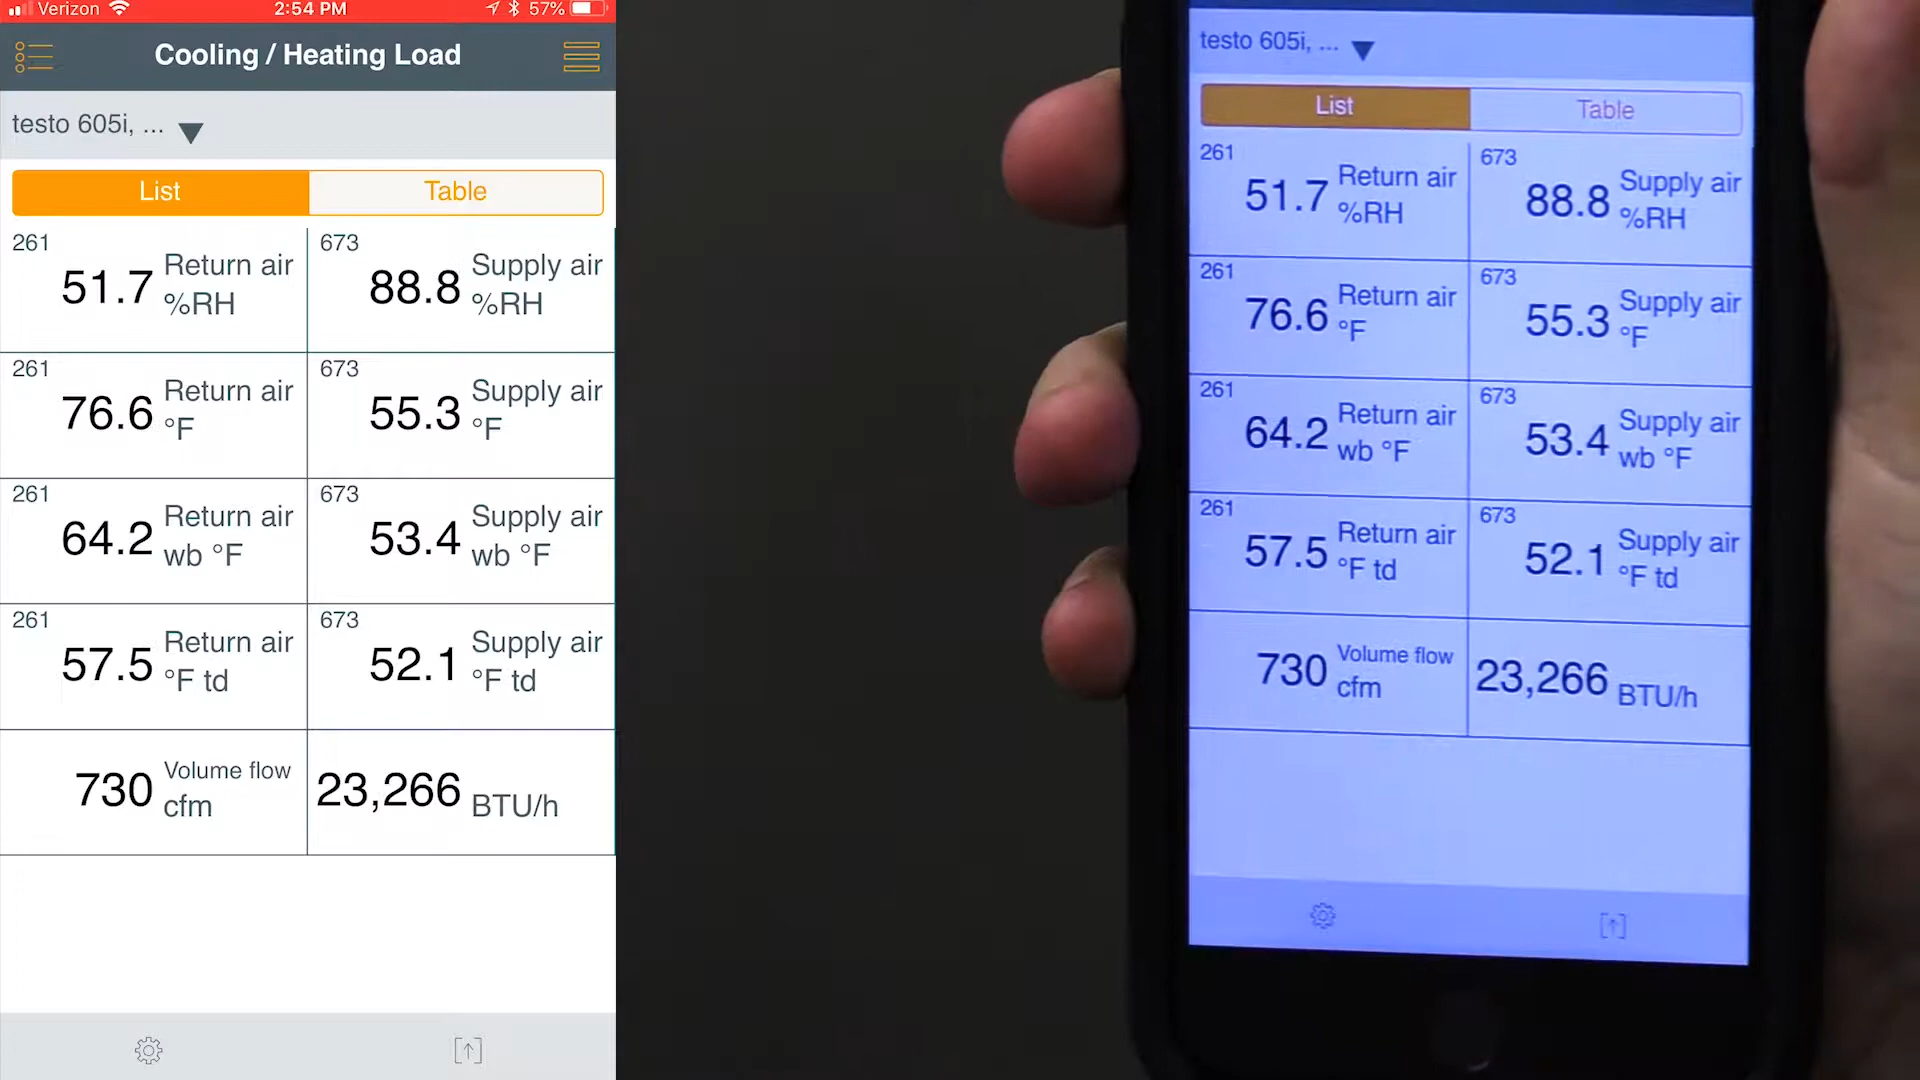 Verizon 2:54 PM 57%
Cooling / Heating Load
testo 605i, ...
List Table
261 673
51.7 Return air %RH 88.8 Supply air %RH
261 673
76.6 Return air °F 55.3 Supply air °F
261 673
64.2 Return air wb °F 53.4 Supply air wb °F
261 673
57.5 Return air °F td 52.1 Supply air °F td
730 Volume flow cfm 23,266 BTU/h
testo 605i, ...
List Table
261 673
51.7 Return air %RH 88.8 Supply air %RH
261 673
76.6 Return air °F 55.3 Supply air °F
261 673
64.2 Return air wb °F 53.4 Supply air wb °F
261 673
57.5 Return air °F td 52.1 Supply air °F td
730 Volume flow cfm 23,266 BTU/h